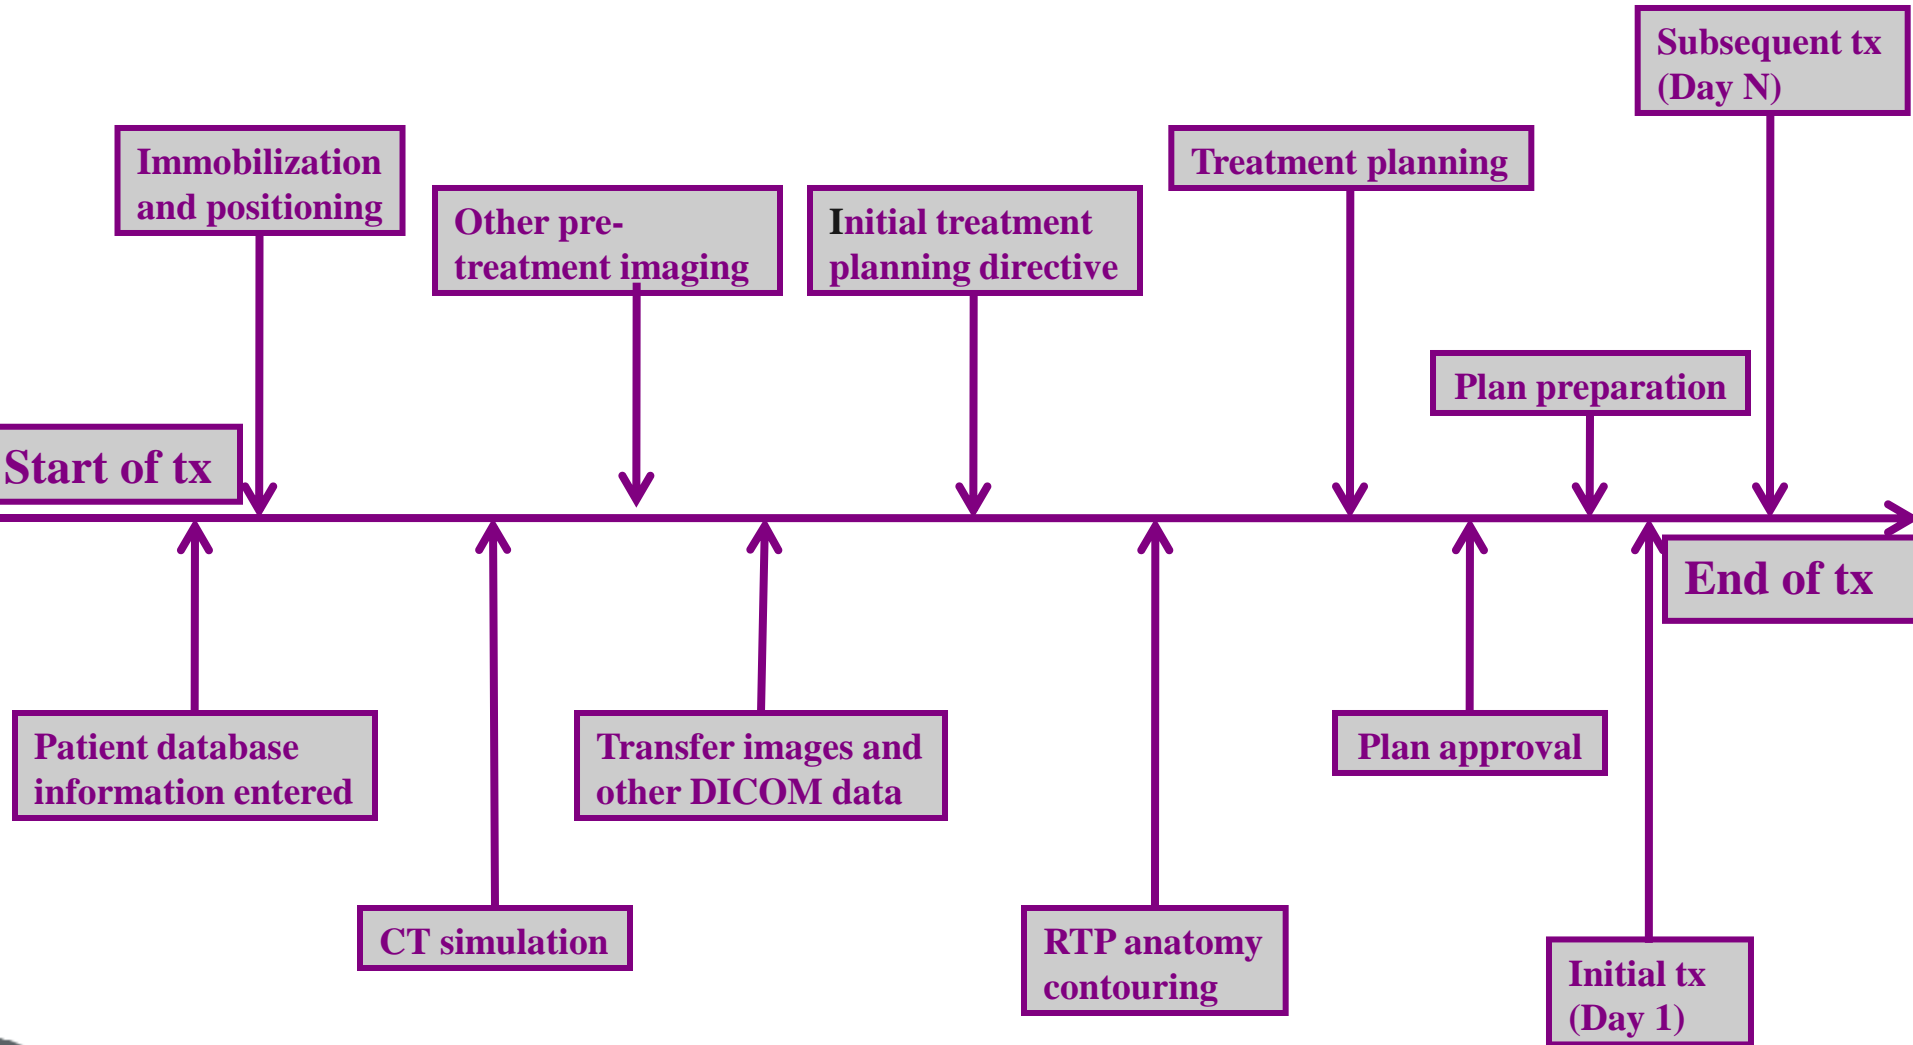 Subsequent tx
(Day N)
Immobilization
and positioning
Treatment planning
Other pre-
treatment imaging
Initial treatment
planning directive
Plan preparation
Start of tx
End of tx
Patient database
information entered
Transfer images and
other DICOM data
Plan approval
CT simulation
RTP anatomy
contouring
Initial tx
(Day 1)